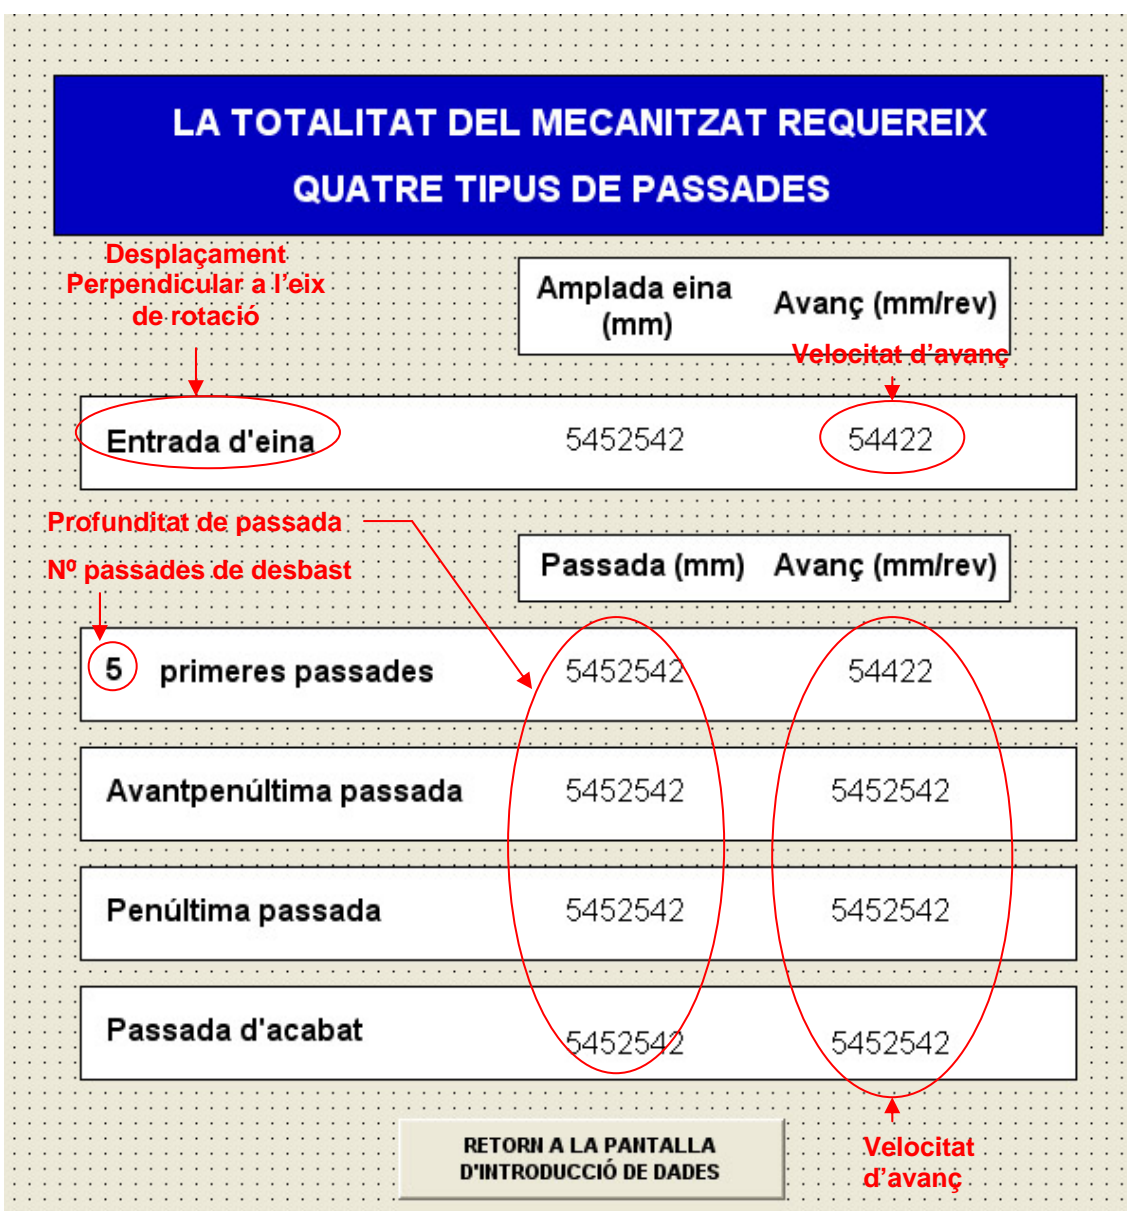 LA TOTALITAT DEL MECANITZAT REQUEREIX
QUATRE TIPUS DE PASSADES
Desplaçament
Perpendicular a l’eix
de rotació
Amplada eina
(mm)
Avanç (mm/rev)
Velocitat d’avanç
Entrada d'eina 5452542 54422
Profunditat de passada
Nº passades de desbast
Passada (mm) Avanç (mm/rev)
5 primeres passades 5452542 54422
Avantpenúltima passada 5452542 5452542
Penúltima passada 5452542 5452542
Passada d'acabat 5452542 5452542
RETORN A LA PANTALLA
D'INTRODUCCIÓ DE DADES
Velocitat
d’avanç